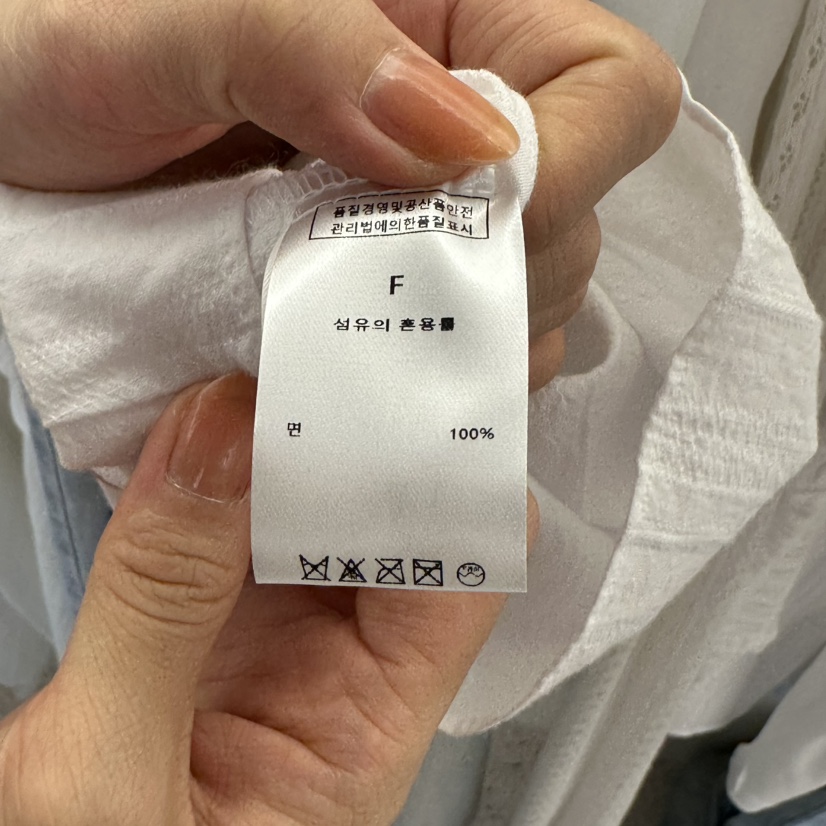 품질경영및공산품안전
관리법에의한품질표시
F
섬유의 혼용률
면 100%